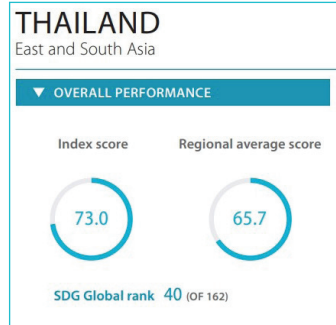 THAILAND
East and South Asia
▼ OVERALL PERFORMANCE
Index score Regional average score
73.0 65.7
SDG Global rank 40 (OF 162)